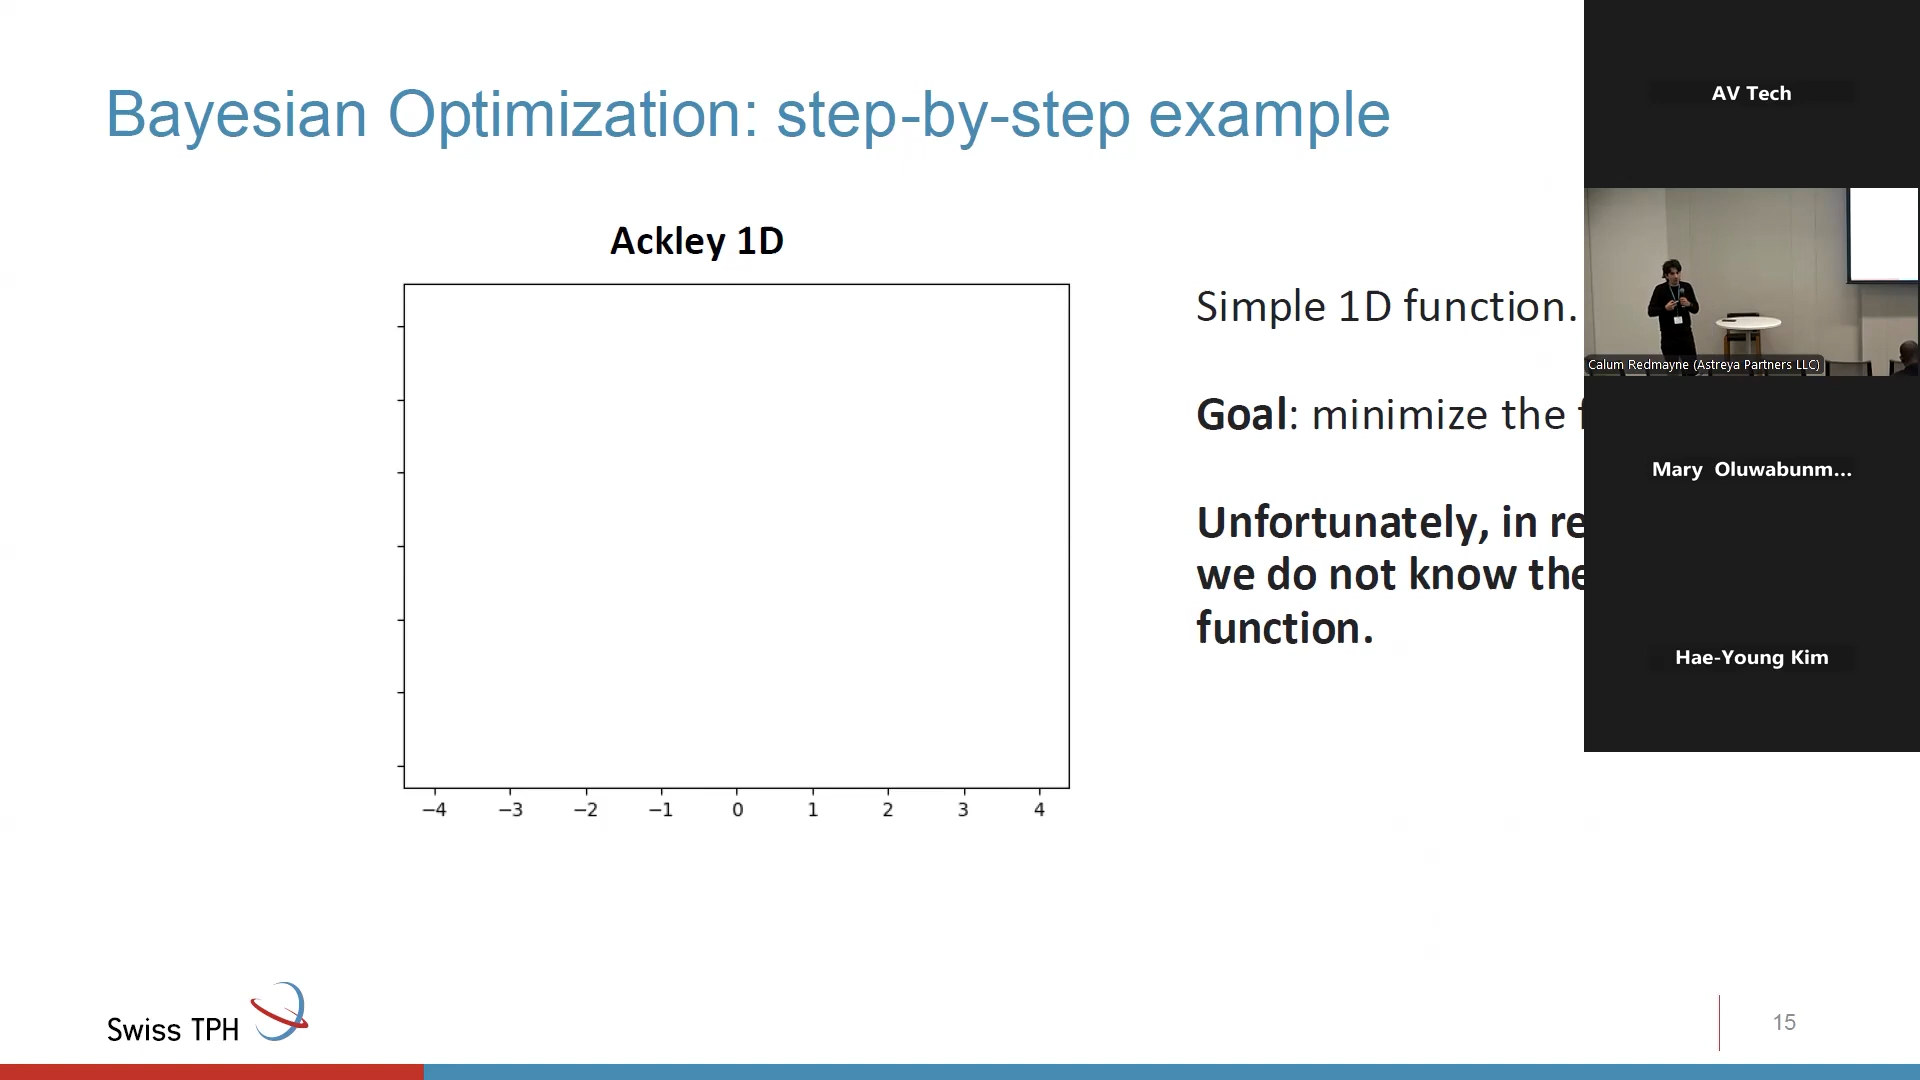 Bayesian Optimization: step-by-step example
Ackley 1D
−4 −3 −2 −1 0 1 2 3 4
Simple 1D function.
Goal: minimize the
Unfortunately, in
we do not know the
function.
AV Tech
Calum Redmayne (Astreya Partners LLC)
Mary Oluwabunm...
Hae-Young Kim
Swiss TPH
15